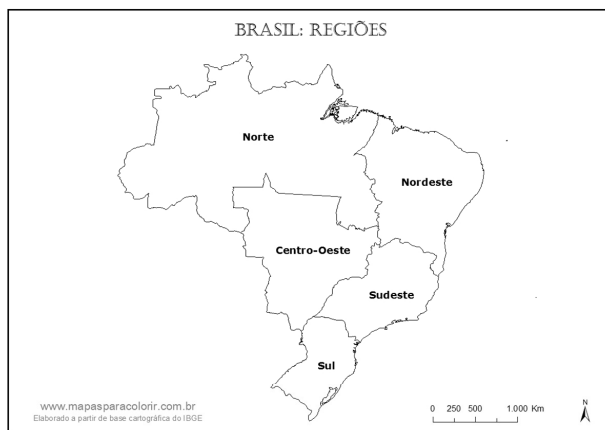 BRASIL: REGIÕES
Norte
Nordeste
Centro-Oeste
Sudeste
Sul
www.mapasparacolorir.com.br
Elaborado a partir de base cartográfica do IBGE
0 250 500 1.000 Km
N